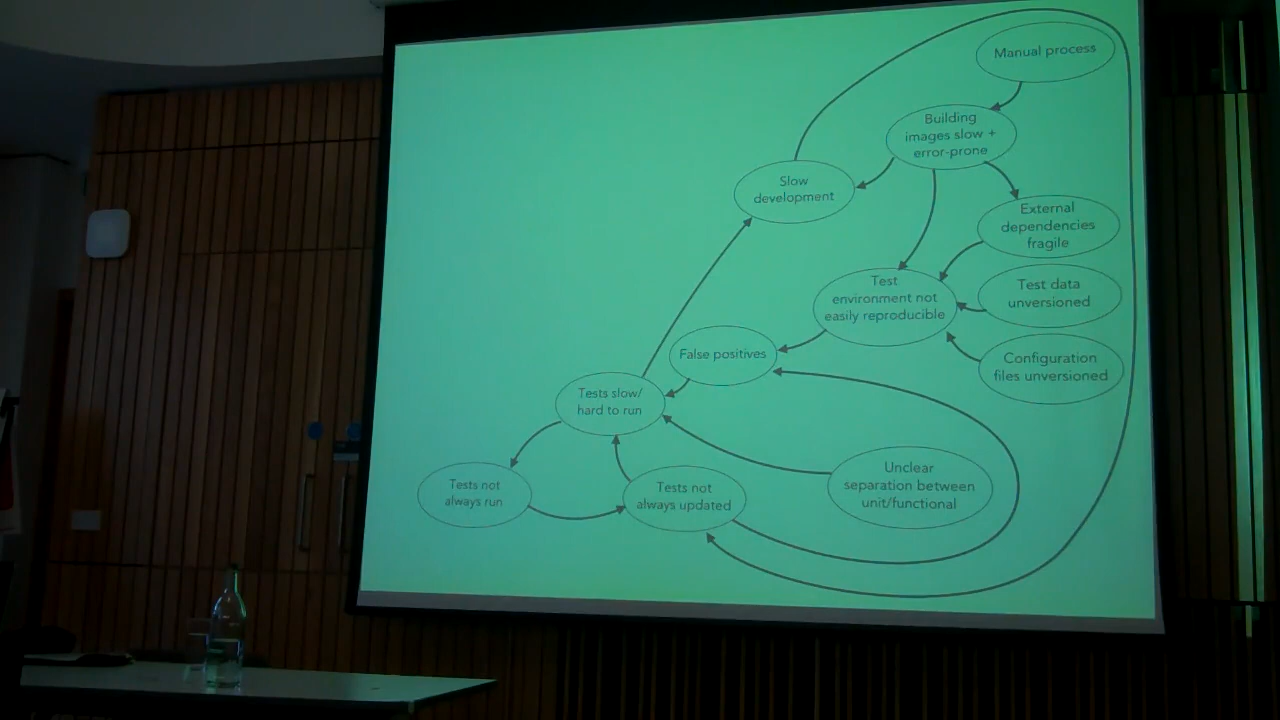 Manual process
Building
images slow +
error-prone
Slow
development
External
dependencies
fragile
Test
environment not
easily reproducible
Test data
unversioned
False positives
Configuration
files unversioned
Tests slow/
hard to run
Unclear
separation between
unit/functional
Tests not
always run
Tests not
always updated